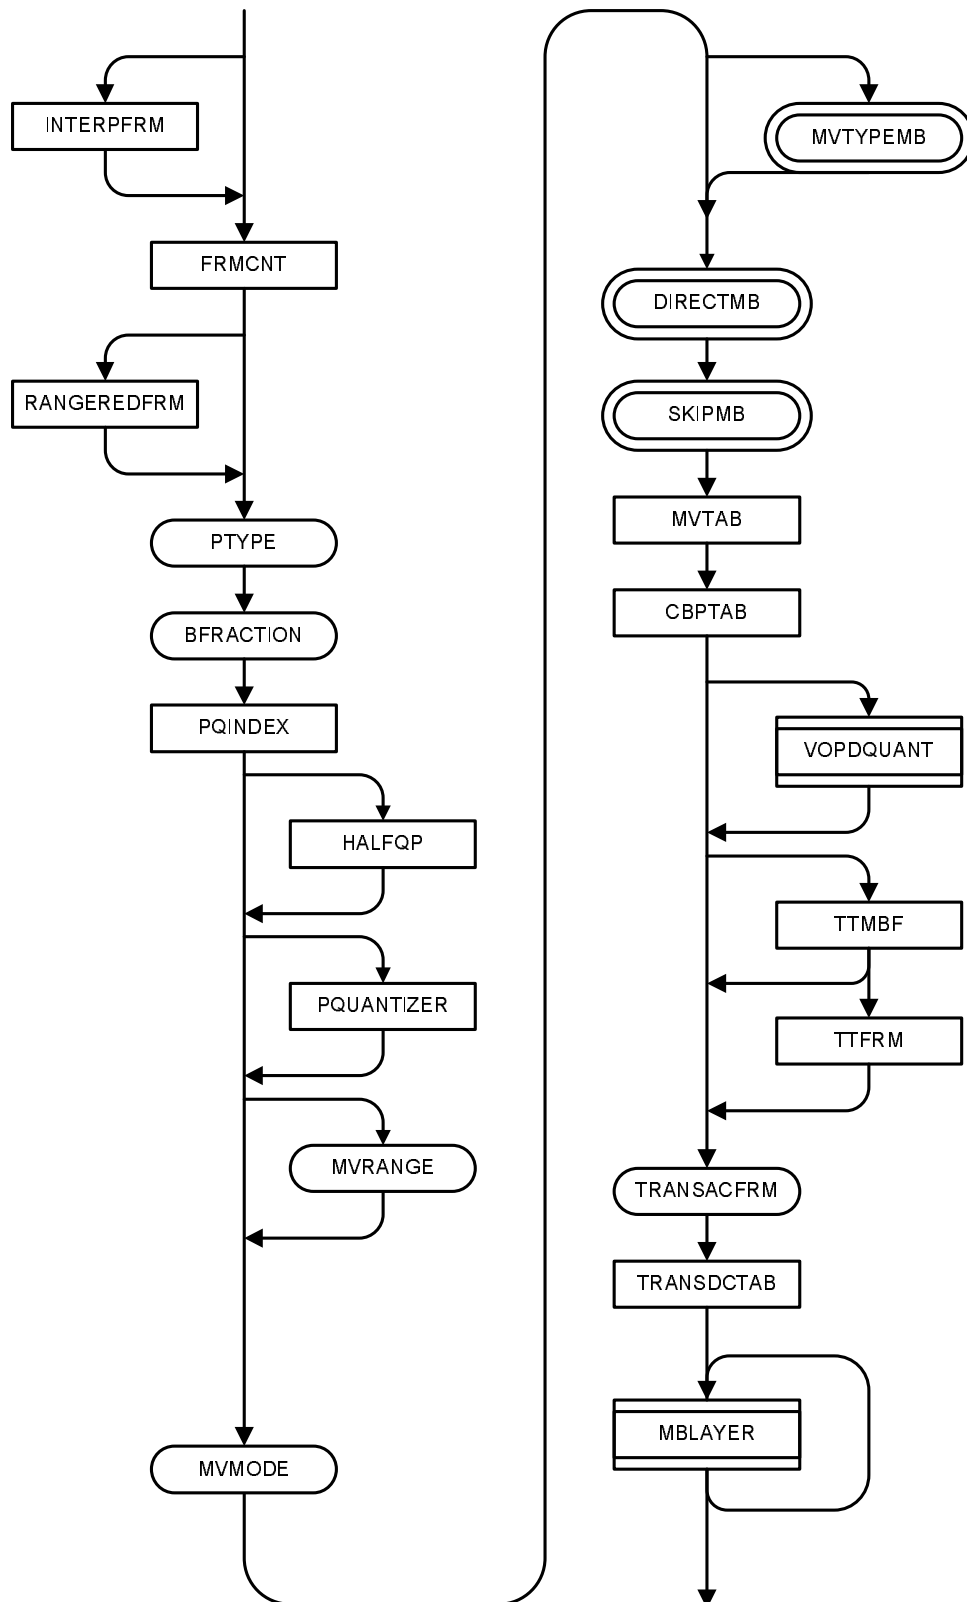 INTERPFRM
FRMCNT
RANGEREDFRM
PTYPE
BFRACTION
PQINDEX
HALFQP
PQUANTIZER
MVRANGE
MVMODE
MVTYPEMB
DIRECTMB
SKIPMB
MVTAB
CBPTAB
VOPDQUANT
TTMBF
TTFRM
TRANSACFRM
TRANSDCTAB
MBLAYER